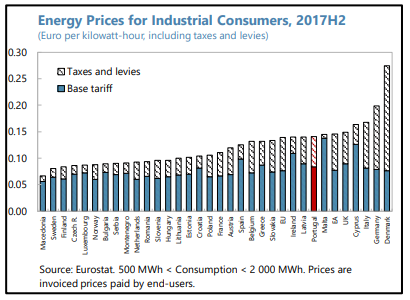 Energy Prices for Industrial Consumers, 2017H2
(Euro per kilowatt-hour, including taxes and levies)
0.30
0.25
0.20
0.15
0.10
0.05
0.00
Taxes and levies
Base tariff
Macedonia
Sweden
Finland
Czech R.
Luxembourg
Norway
Bulgaria
Serbia
Montenegro
Netherlands
Romania
Slovenia
Hungary
Lithuania
Estonia
Croatia
Poland
France
Austria
Spain
Belgium
Greece
Slovakia
EU
Ireland
Latvia
Portugal
Malta
EA
UK
Cyprus
Italy
Germany
Denmark
Source: Eurostat. 500 MWh < Consumption < 2 000 MWh. Prices are
invoiced prices paid by end-users.